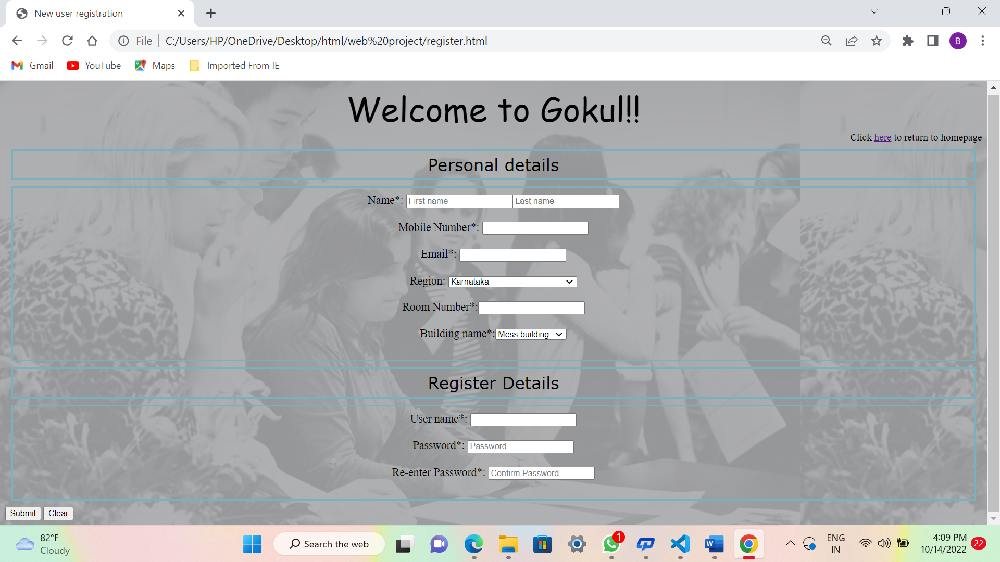 New user registration
File C:/Users/HP/OneDrive/Desktop/html/web%20project/register.html
B
Gmail YouTube Maps Imported From IE
Welcome to Gokul!!
Click here to return to homepage
Personal details
Name*: First name Last name
Mobile Number*:
Email*:
Region: Karnataka
Room Number*:
Building name*: Mess building
Register Details
User name*:
Password*: Password
Re-enter Password*: Confirm Password
Submit Clear
82°F
Cloudy
Search the web
1
W
ENG
IN
4:09 PM
10/14/2022
22